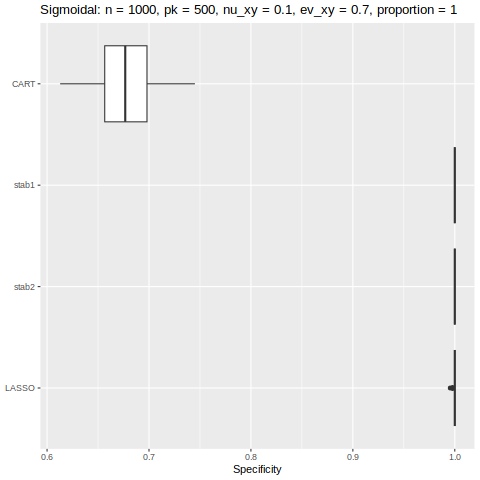 Sigmoidal: n = 1000, pk = 500, nu_xy = 0.1, ev_xy = 0.7, proportion = 1
CART
stab1
stab2
LASSO
0.6 0.7 0.8 0.9 1.0
Specificity